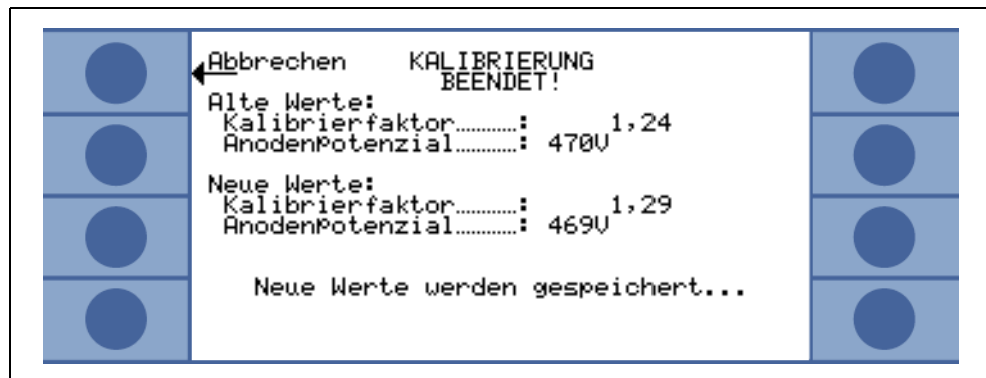 Abbrechen KALIBRIERUNG
BEENDET!
Alte Werte:
Kalibrierfaktor...........: 1,24
Anodenpotenzial...........: 470V
Neue Werte:
Kalibrierfaktor...........: 1,29
Anodenpotenzial...........: 469V
Neue Werte werden gespeichert...